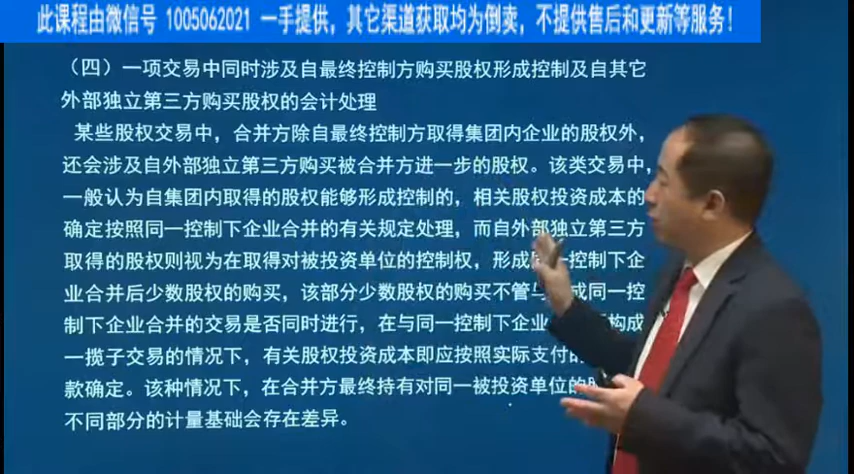 此课程由微信号 1005062021 一手提供，其它渠道获取均为倒卖，不提供售后和更新等服务！
（四）一项交易中同时涉及自最终控制方购买股权形成控制及自其它
外部独立第三方购买股权的会计处理
某些股权交易中，合并方除自最终控制方取得集团内企业的股权外，
还会涉及自外部独立第三方购买被合并方进一步的股权。该类交易中，
一般认为自集团内取得的股权能够形成控制的，相关股权投资成本的
确定按照同一控制下企业合并的有关规定处理，而自外部独立第三方
取得的股权则视为在取得对被投资单位的控制权，形成同一控制下企
业合并后少数股权的购买，该部分少数股权的购买不管与 成同一控
制下企业合并的交易是否同时进行，在与同一控制下企业 构成
一揽子交易的情况下，有关股权投资成本即应按照实际支付的
款确定。该种情况下，在合并方最终持有对同一被投资单位的
不同部分的计量基础会存在差异。